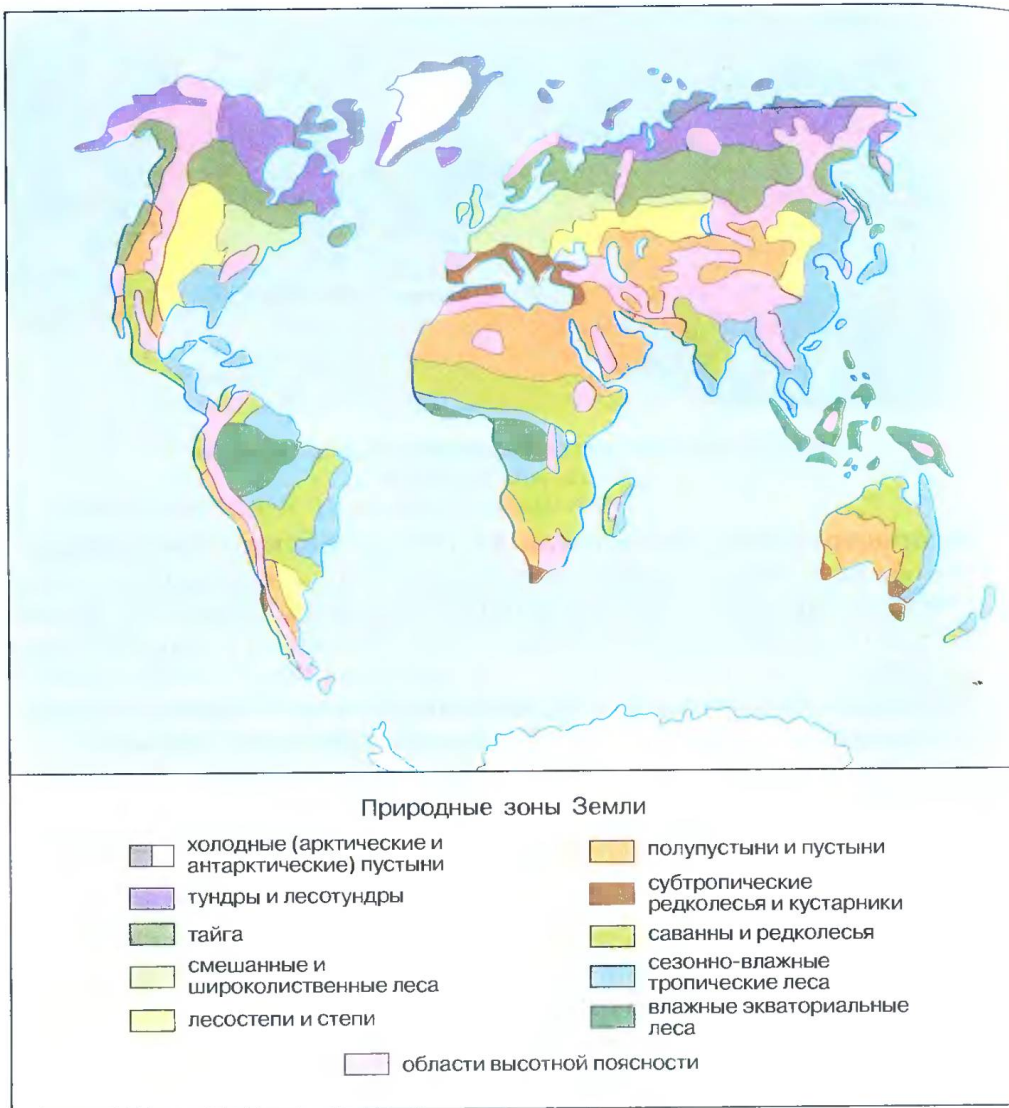 Природные зоны Земли
холодные (арктические и
антарктические) пустыни
тундры и лесотундры
тайга
смешанные и
широколиственные леса
лесостепи и степи
полупустыни и пустыни
субтропические
редколесья и кустарники
саванны и редколесья
сезонно-влажные
тропические леса
влажные экваториальные
леса
области высотной поясности